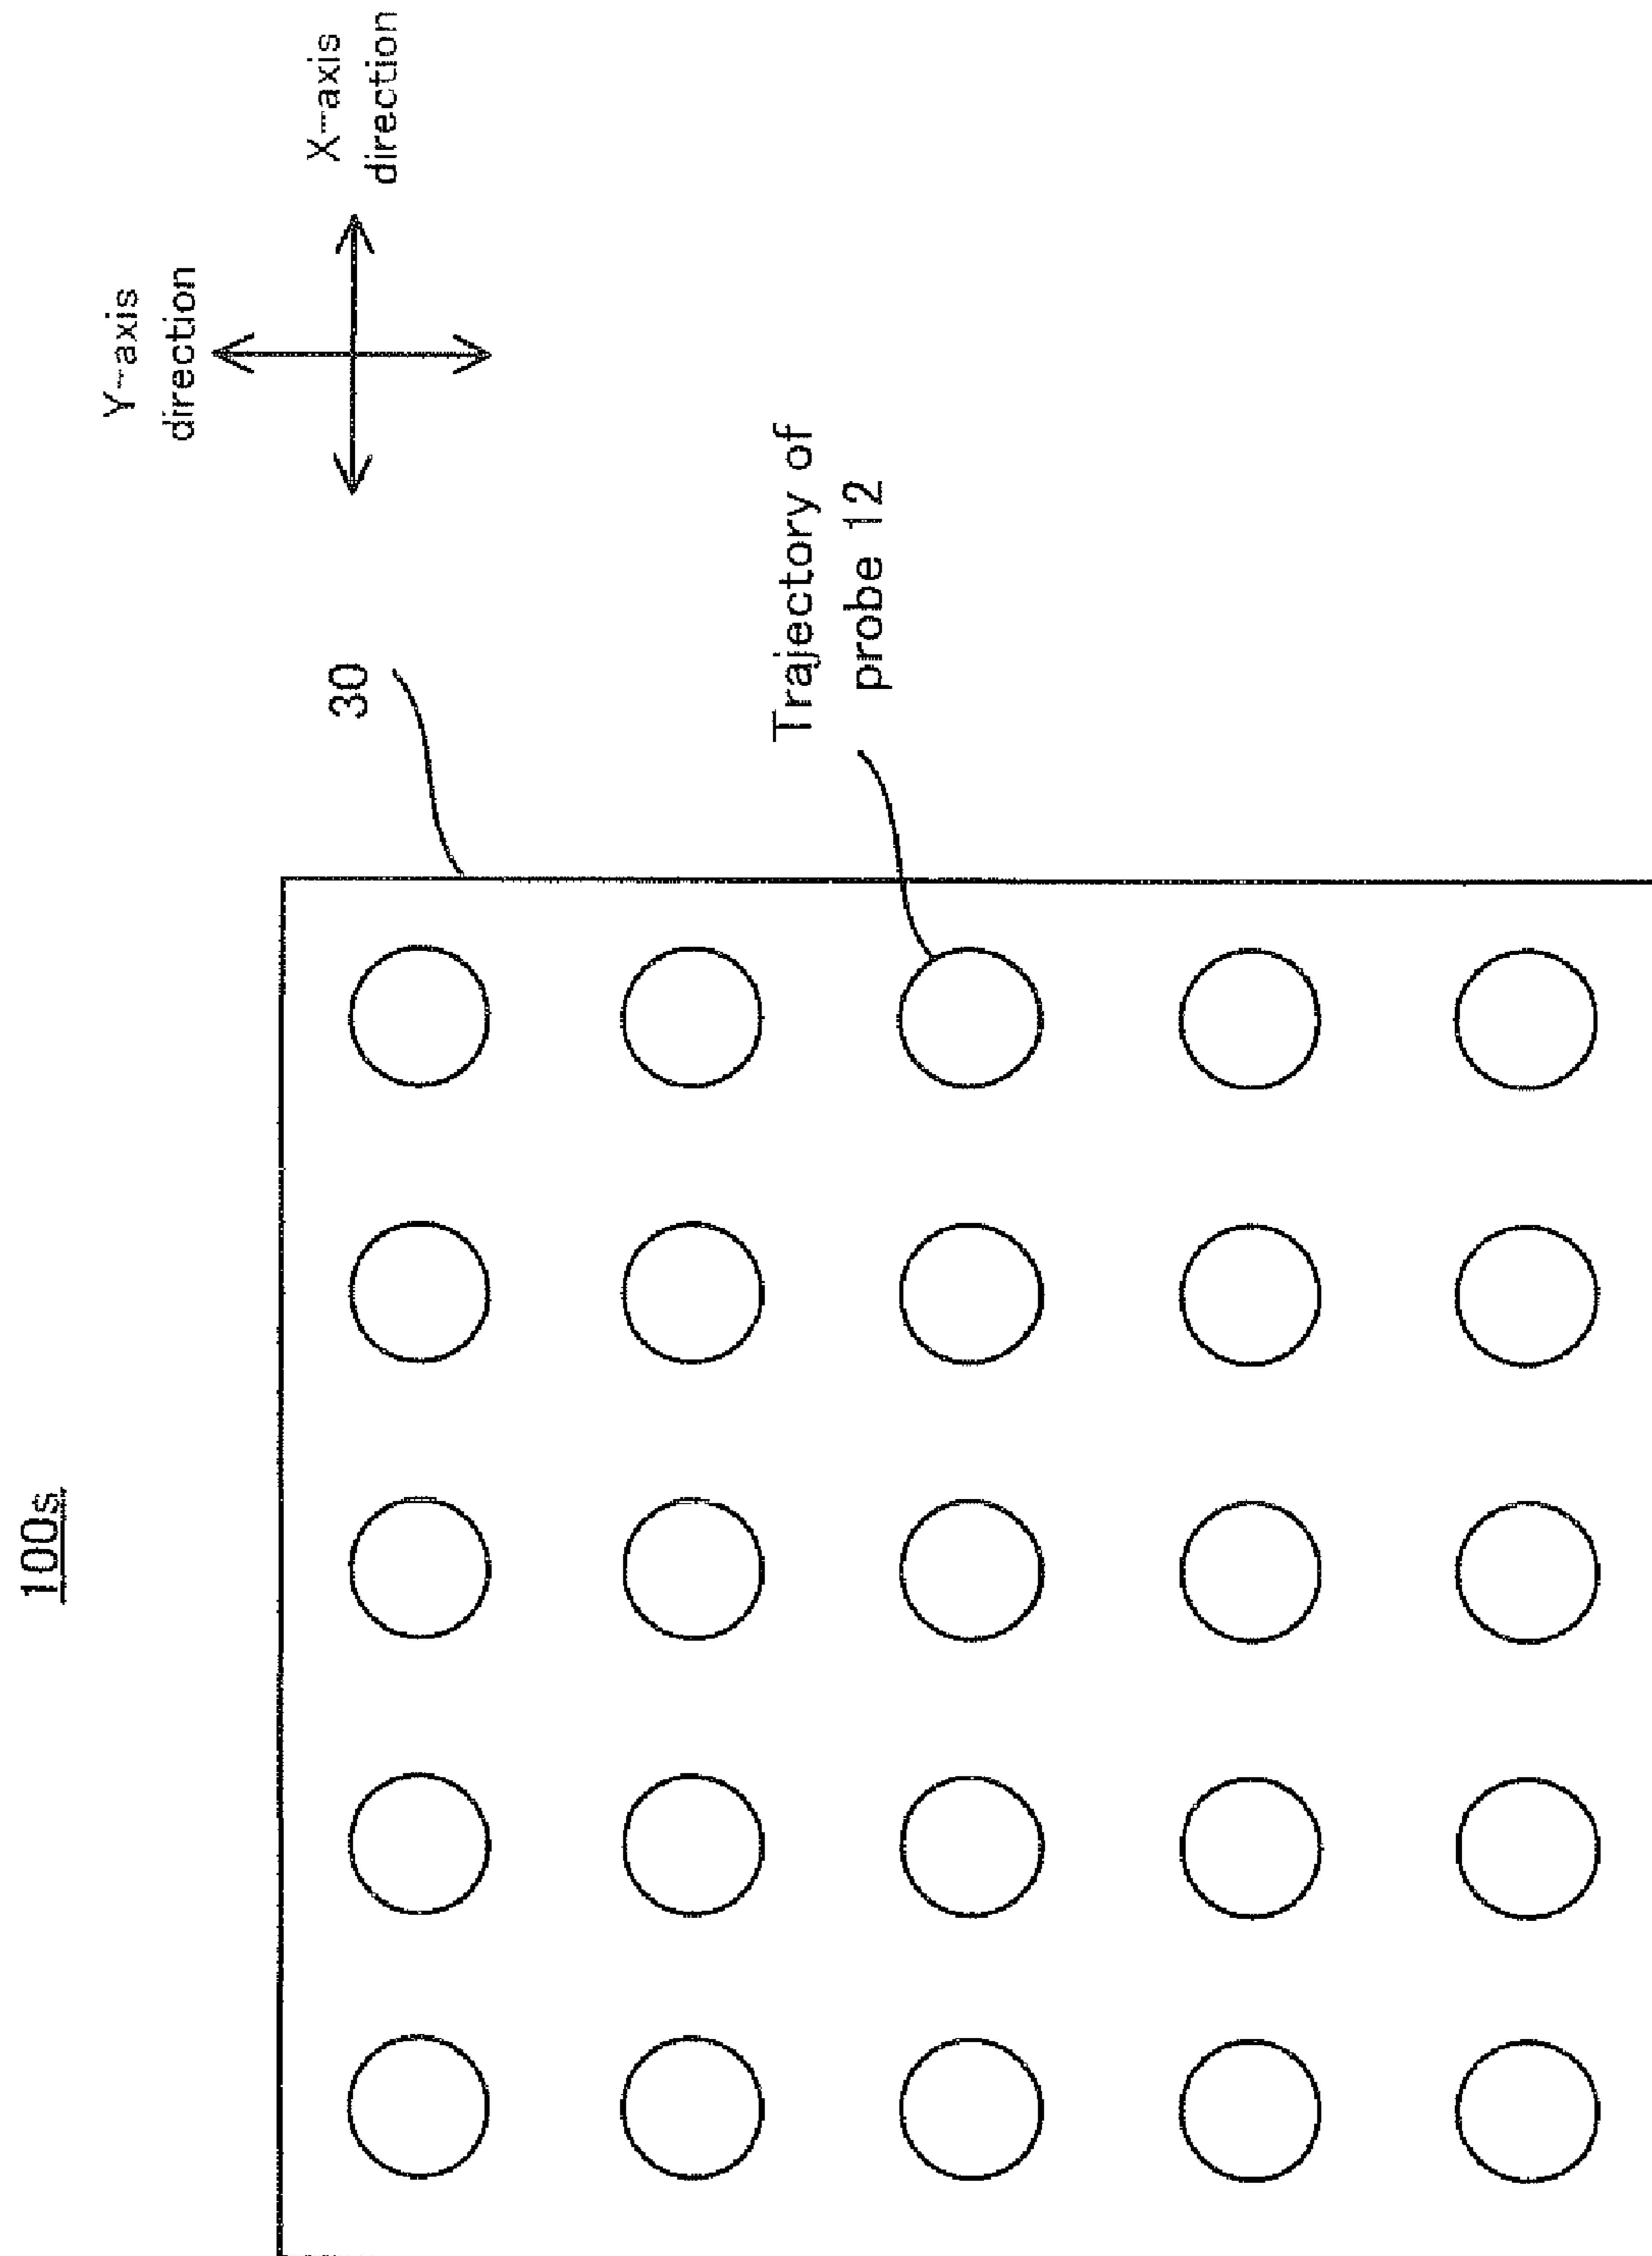 100s
Y-axis
direction
X-axis
direction
30
Trajectory of
probe 12